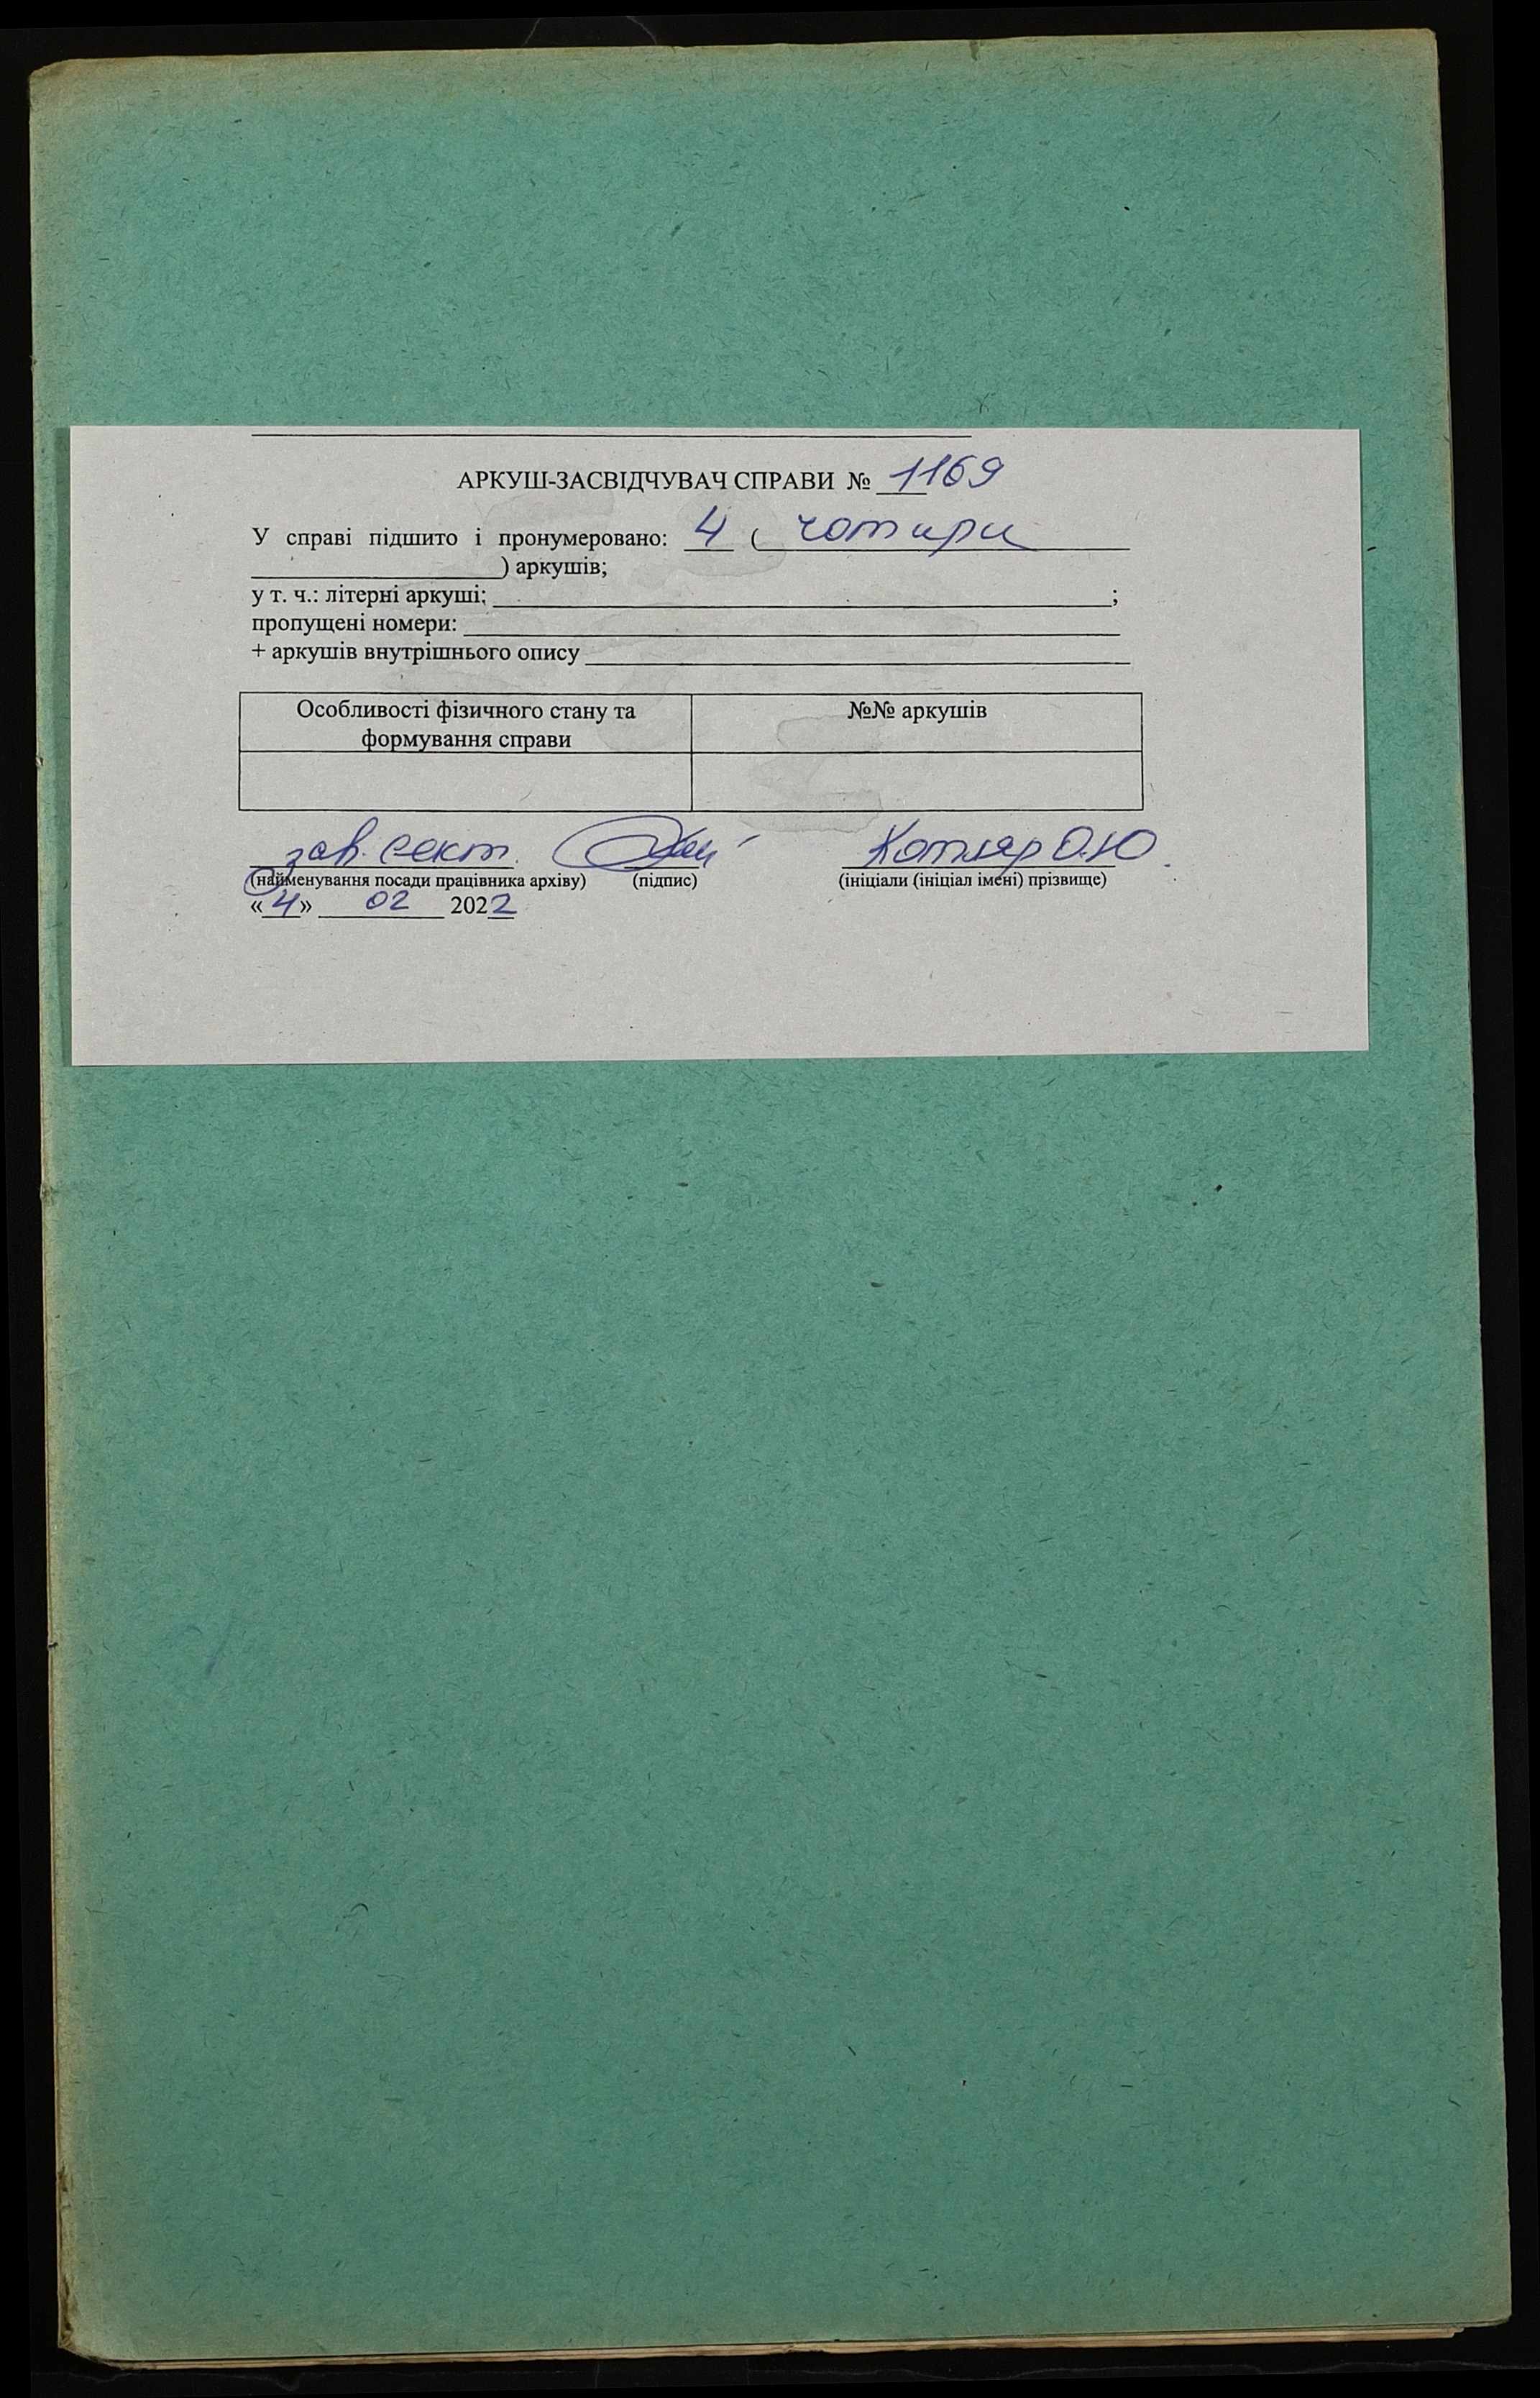 АРКУШ-ЗАСВІДЧУВАЧ СПРАВИ № 1169
У справі підшито і пронумеровано: 4 ( чотири
) аркушів;
у т. ч.: літерні аркуші: ;
пропущені номери:
+ аркушів внутрішнього опису
Особливості фізичного стану та формування справи | №№ аркушів
зав. сект. Котляр О.Ю.
(найменування посади працівника архіву) (підпис) (ініціали (ініціал імені) прізвище)
«4» 02 2022